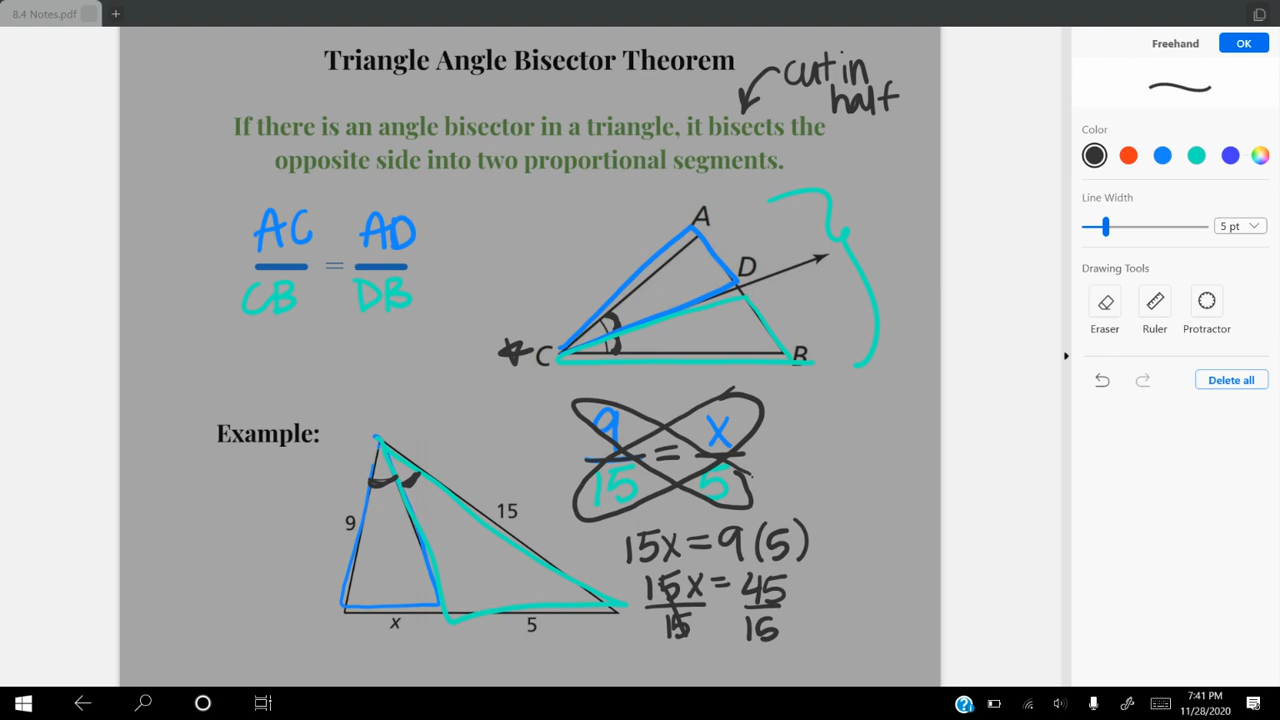 8.4 Notes.pdf
Freehand
OK
Triangle Angle Bisector Theorem
cut in
half
If there is an angle bisector in a triangle, it bisects the
opposite side into two proportional segments.
Color
Line Width
5 pt
AC = AD
CB DB
A
D
C
B
Drawing Tools
Eraser
Ruler
Protractor
Delete all
Example:
9 = x
15 5
9
15
x
5
15x = 9(5)
15x = 45
15 15
7:41 PM
11/28/2020